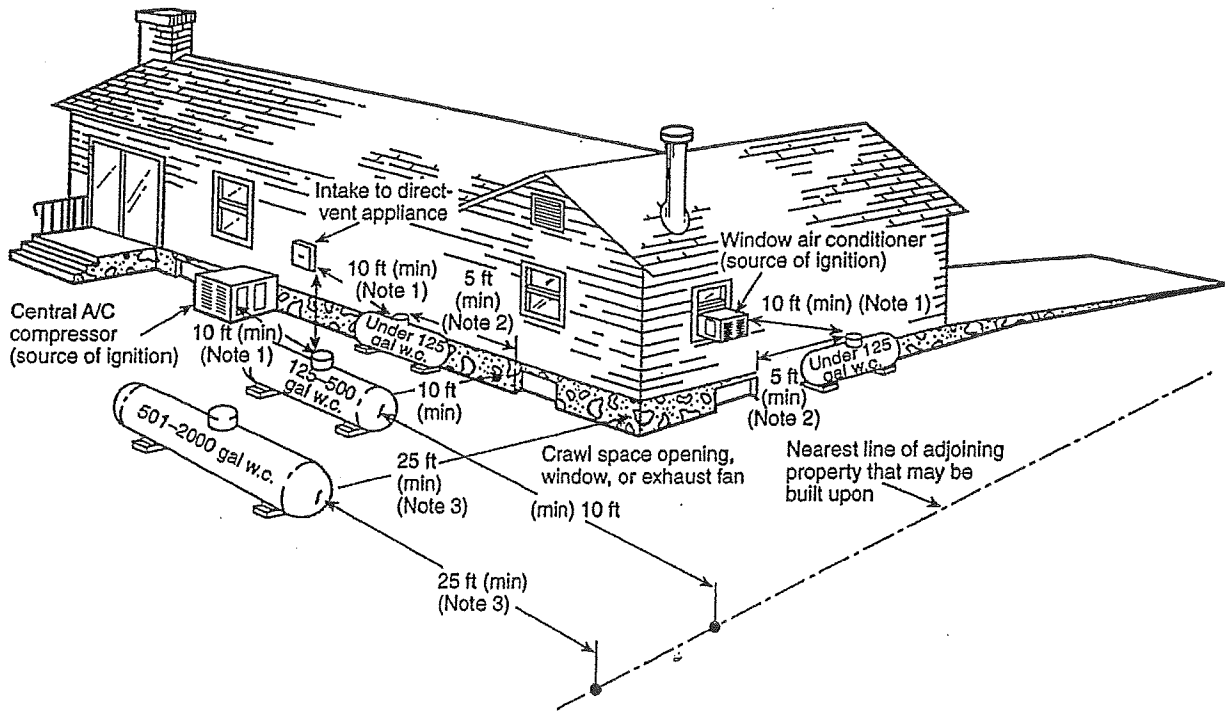 Intake to direct-
vent appliance
Window air conditioner
(source of ignition)
10 ft (min)
(Note 1)
5 ft
(min)
(Note 2)
10 ft (min) (Note 1)
Central A/C
compressor
(source of ignition)
10 ft (min)
(Note 1)
Under 125
gal w.c.
Under 125
gal w.c.
125–500
gal w.c.
10 ft
(min)
5 ft
(min)
(Note 2)
501–2000 gal w.c.
25 ft
(min)
(Note 3)
Crawl space opening,
window, or exhaust fan
Nearest line of adjoining
property that may be
built upon
(min) 10 ft
25 ft (min)
(Note 3)